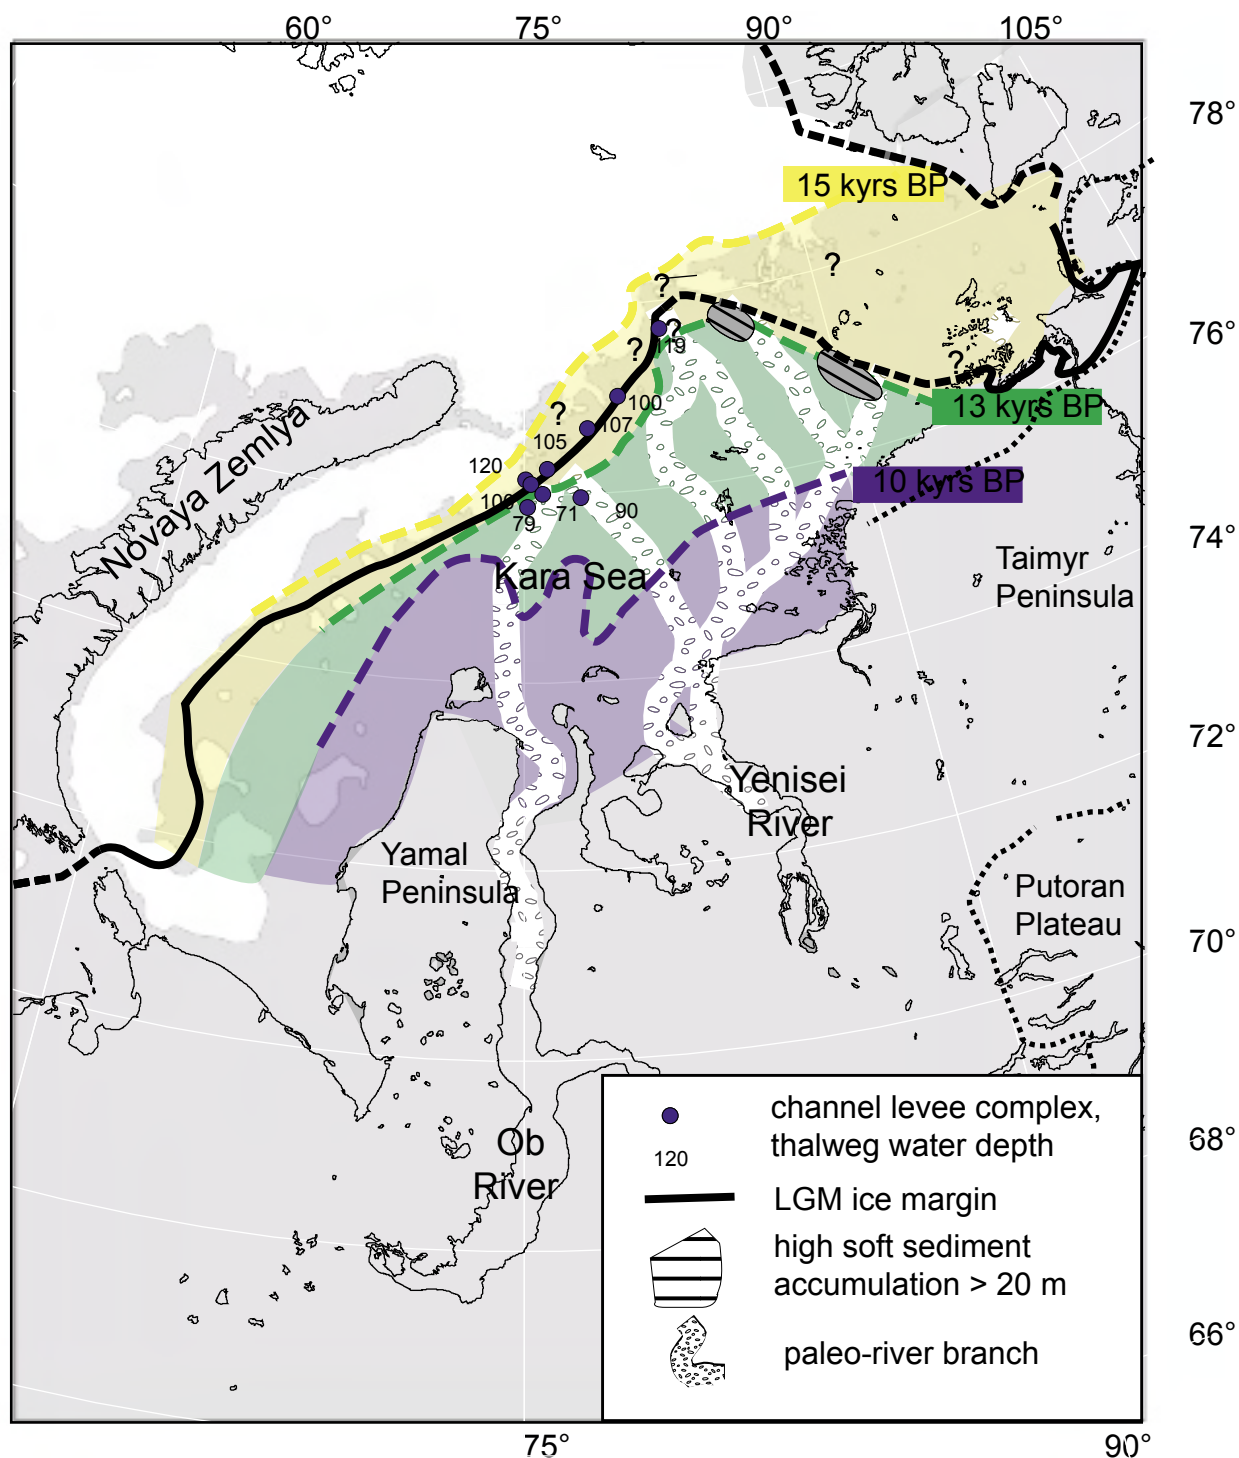 60°
75°
90°
105°
78°
15 kyrs BP
?
?
76°
?
119
?
?
100
13 kyrs BP
?
107
105
120
10 kyrs BP
100
71
90
79
Novaya Zemlya
74°
Kara Sea
Taimyr
Peninsula
72°
Yenisei
River
Yamal
Peninsula
Putoran
Plateau
70°
68°
Ob
River
channel levee complex,
thalweg water depth
120
LGM ice margin
high soft sediment
accumulation > 20 m
66°
paleo-river branch
75°
90°